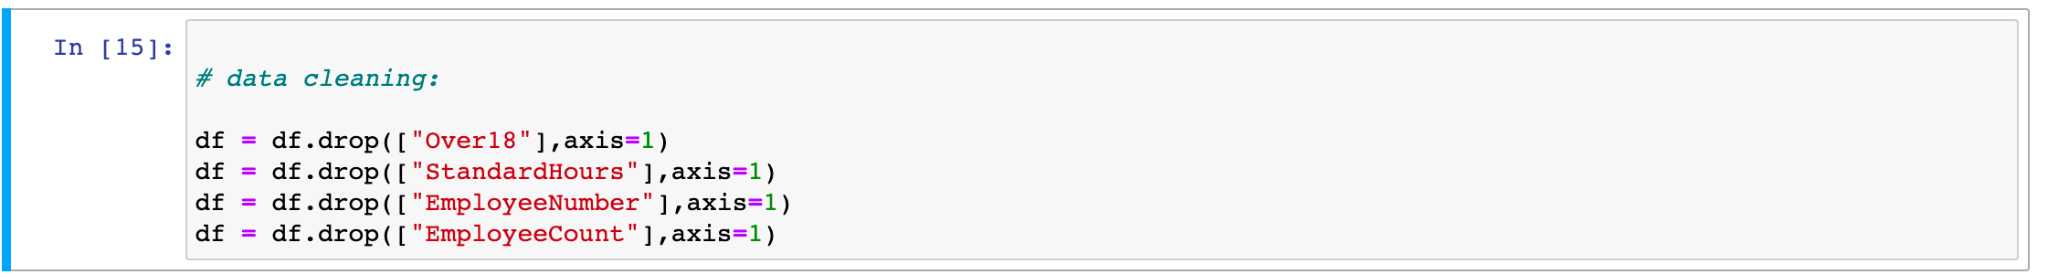 In [15]:
# data cleaning:
df = df.drop(["Over18"],axis=1)
df = df.drop(["StandardHours"],axis=1)
df = df.drop(["EmployeeNumber"],axis=1)
df = df.drop(["EmployeeCount"],axis=1)